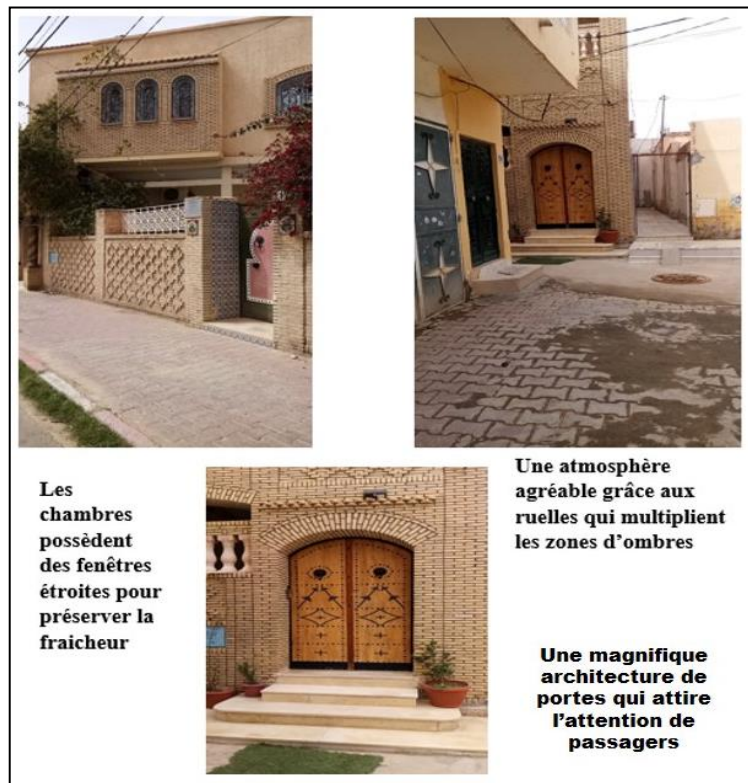 Les
chambres
possèdent
des fenêtres
étroites pour
préserver la
fraicheur
Une atmosphère
agréable grâce aux
ruelles qui multiplient
les zones d’ombres
Une magnifique
architecture de
portes qui attire
l’attention de
passagers